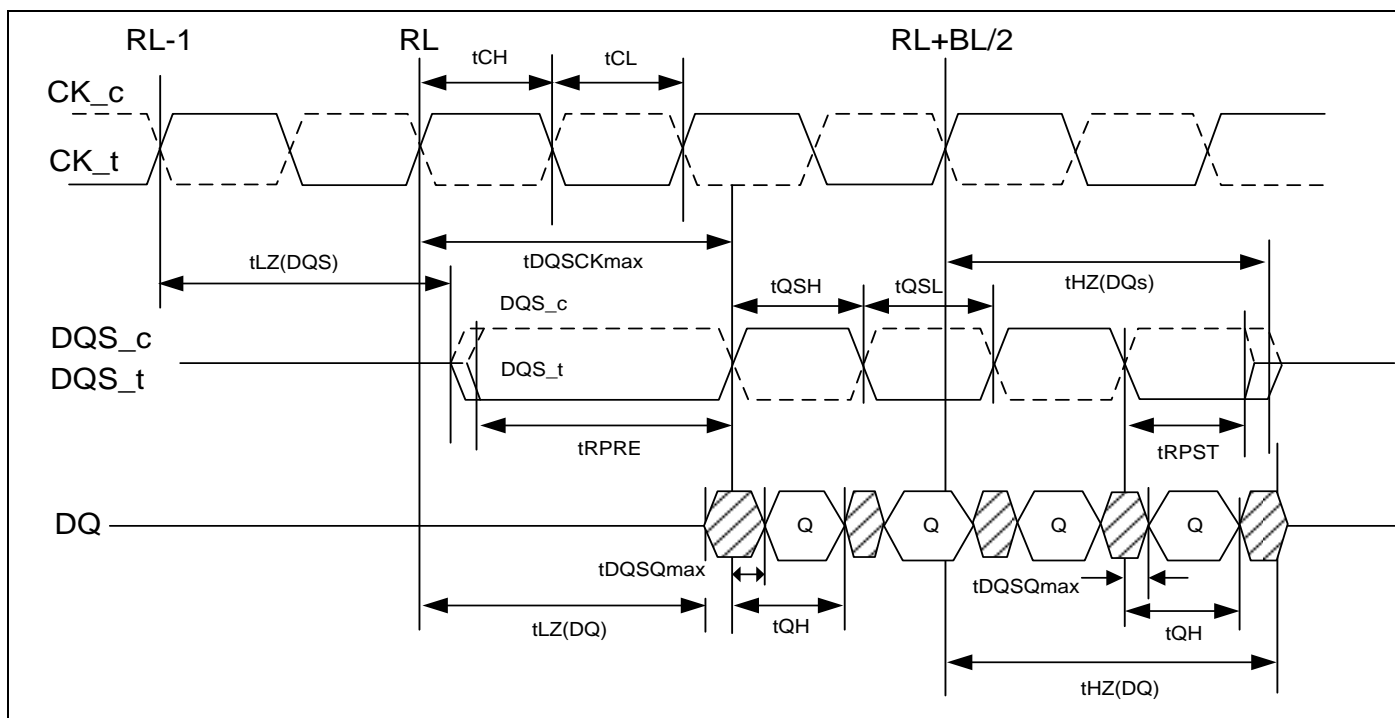 RL-1
RL
RL+BL/2
tCH
tCL
CK_c
CK_t
tLZ(DQS)
tDQSCKmax
tHZ(DQs)
tQSH
tQSL
DQS_c
DQS_c
DQS_t
DQS_t
tRPRE
tRPST
DQ
Q
Q
Q
Q
tDQSQmax
tDQSQmax
tLZ(DQ)
tQH
tQH
tHZ(DQ)